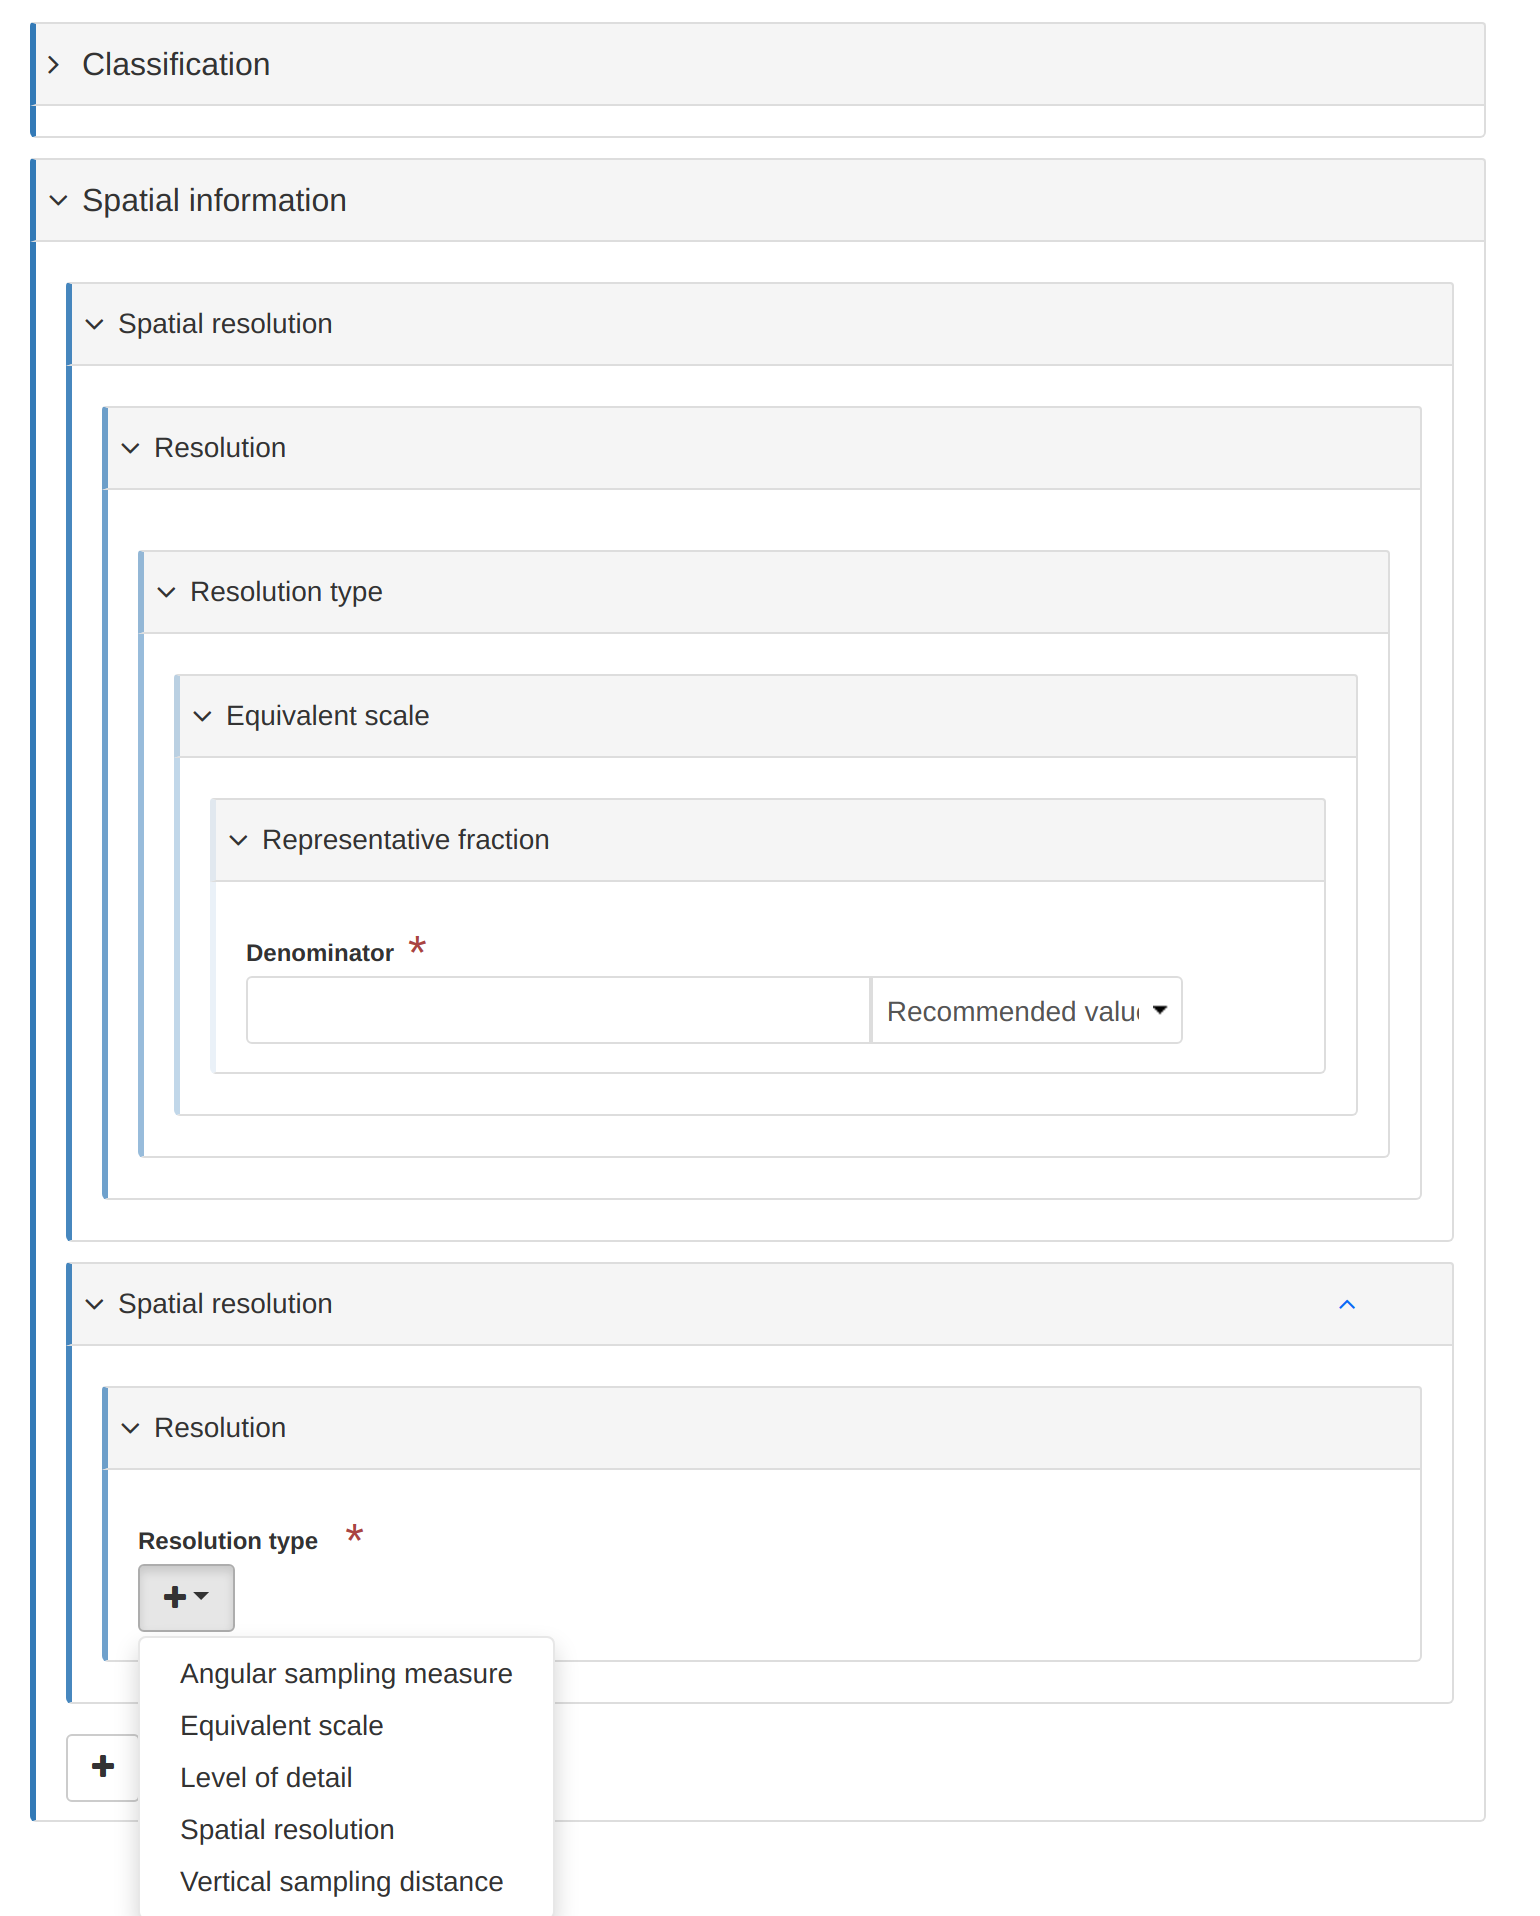 Classification
Spatial information
Spatial resolution
Resolution
Resolution type
Equivalent scale
Representative fraction
Denominator *
Recommended
Spatial resolution
Resolution
Resolution type *
Angular sampling measure
Equivalent scale
Level of detail
Spatial resolution
Vertical sampling distance